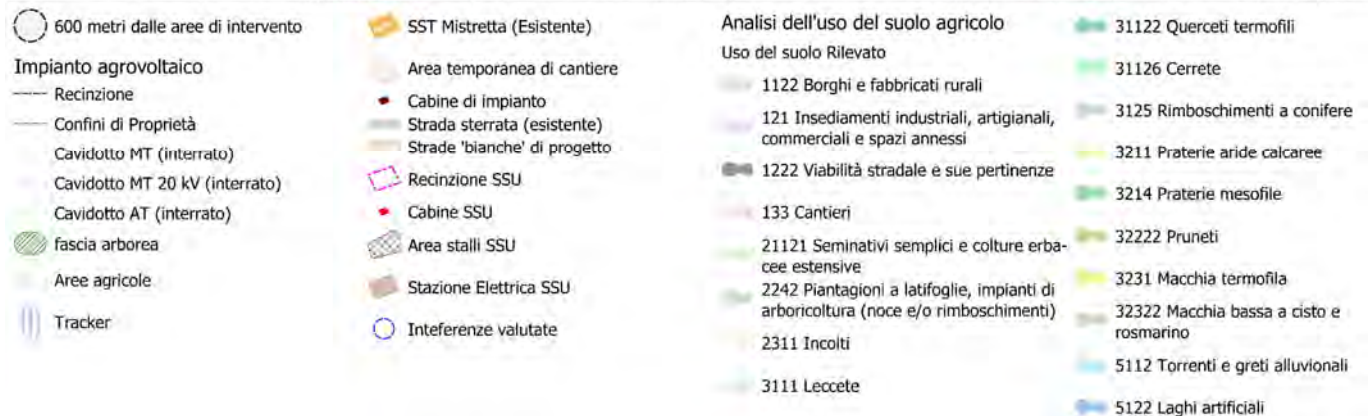 600 metri dalle aree di intervento
Impianto agrovoltaico
Recinzione
Confini di Proprietà
Cavidotto MT (interrato)
Cavidotto MT 20 kV (interrato)
Cavidotto AT (interrato)
fascia arborea
Aree agricole
Tracker
SST Mistretta (Esistente)
Area temporanea di cantiere
Cabine di impianto
Strada sterrata (esistente)
Strade 'bianche' di progetto
Recinzione SSU
Cabine SSU
Area stalli SSU
Stazione Elettrica SSU
Inteferenze valutate
Analisi dell'uso del suolo agricolo
Uso del suolo Rilevato
1122 Borghi e fabbricati rurali
121 Insediamenti industriali, artigianali,
commerciali e spazi annessi
1222 Viabilità stradale e sue pertinenze
133 Cantieri
21121 Seminativi semplici e colture erba-
cee estensive
2242 Piantagioni a latifoglie, impianti di
arboricoltura (noce e/o rimboschimenti)
2311 Incolti
3111 Leccete
31122 Querceti termofili
31126 Cerrete
3125 Rimboschimenti a conifere
3211 Praterie aride calcaree
3214 Praterie mesofile
32222 Pruneti
3231 Macchia termofila
32322 Macchia bassa a cisto e
rosmarino
5112 Torrenti e greti alluvionali
5122 Laghi artificiali